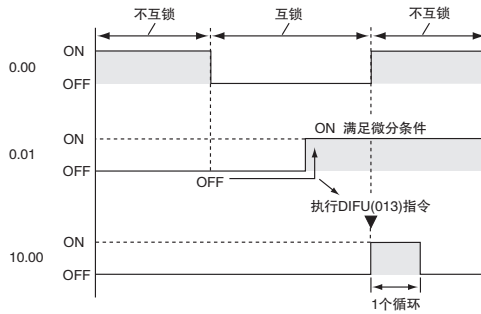 不互锁 互锁 不互锁
0.00 ON
OFF
0.01 ON
ON 满足微分条件
OFF
OFF
执行DIFU(013)指令
10.00 ON
OFF
1个循环